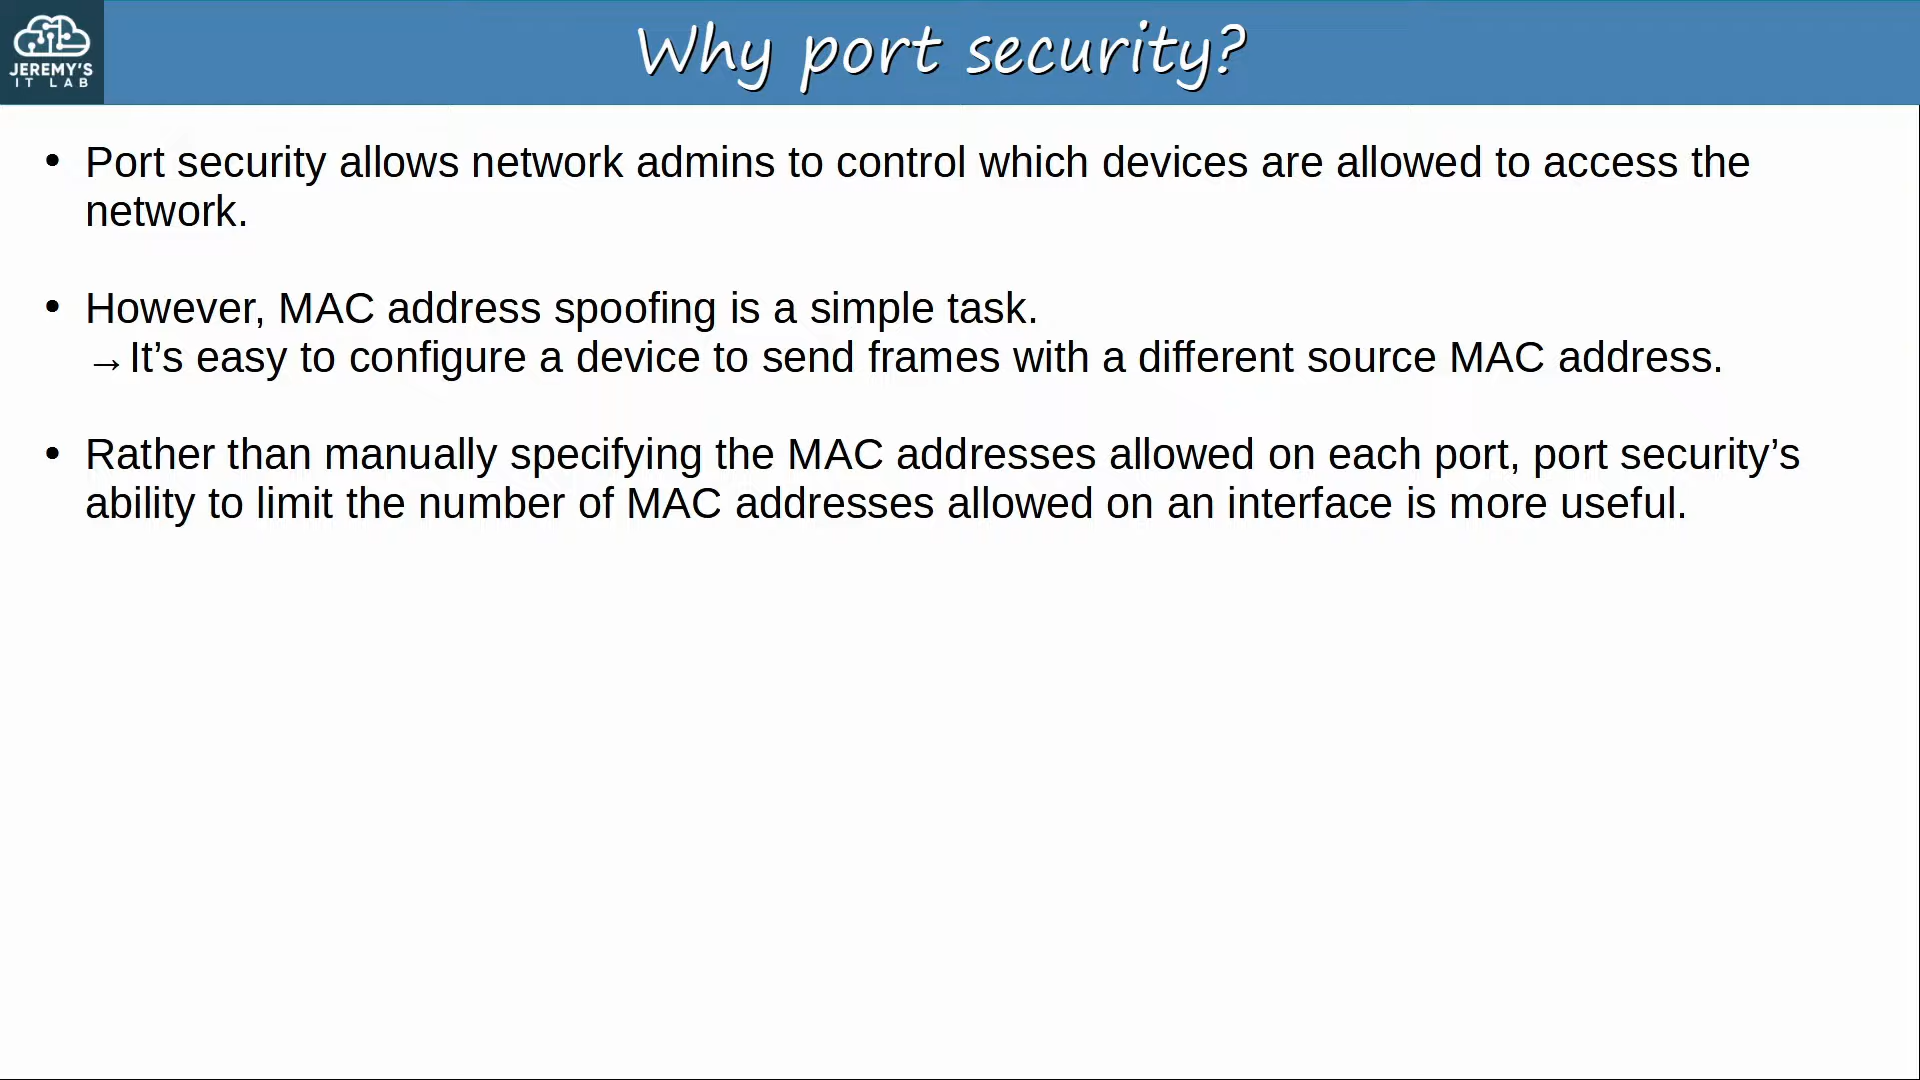 JEREMY'S
IT LAB
Why port security?
• Port security allows network admins to control which devices are allowed to access the
network.
• However, MAC address spoofing is a simple task.
→It’s easy to configure a device to send frames with a different source MAC address.
• Rather than manually specifying the MAC addresses allowed on each port, port security’s
ability to limit the number of MAC addresses allowed on an interface is more useful.